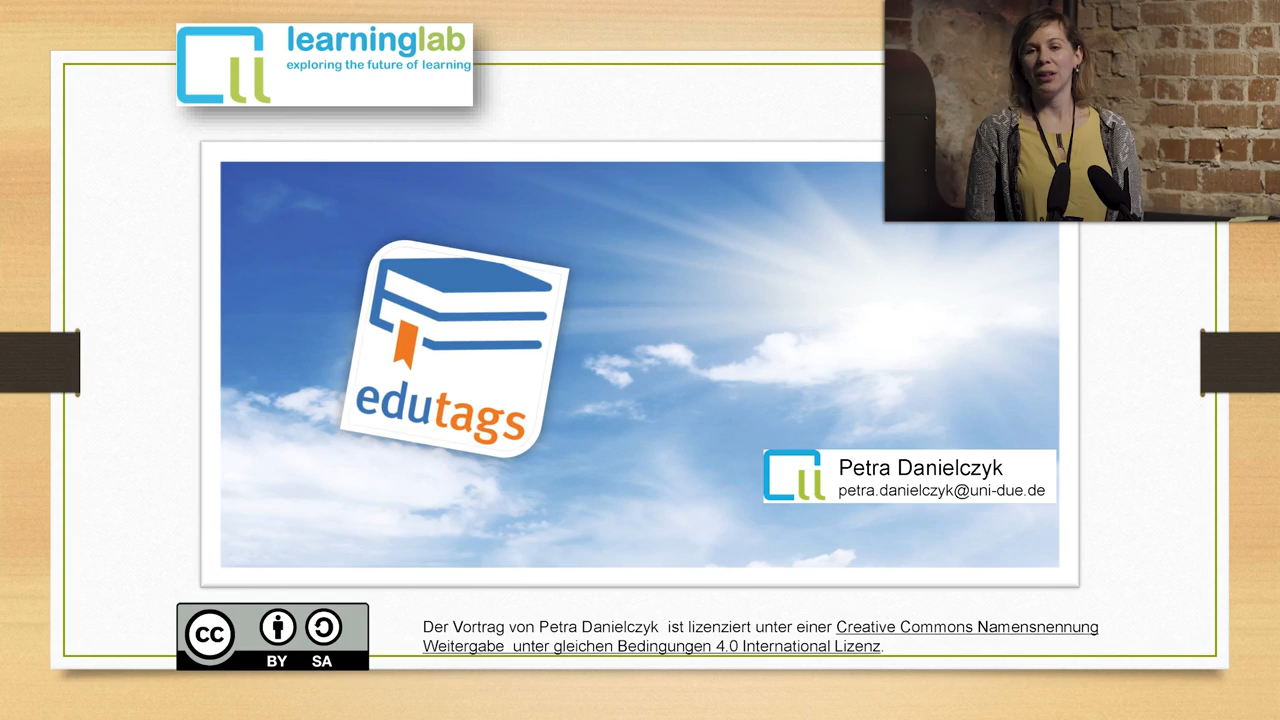 learninglab
exploring the future of learning
edutags
Petra Danielczyk
petra.danielczyk@uni-due.de
cc
BY SA
Der Vortrag von Petra Danielczyk ist lizenziert unter einer Creative Commons Namensnennung
Weitergabe unter gleichen Bedingungen 4.0 International Lizenz.